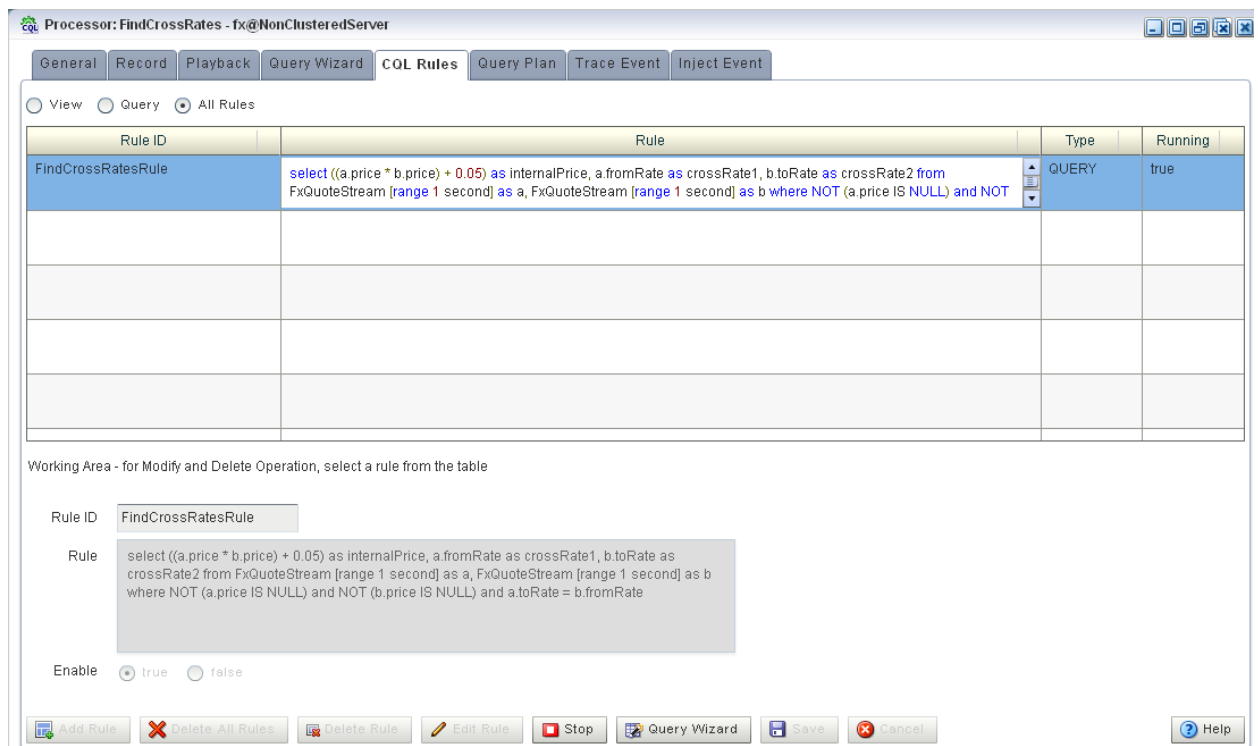 CQL Processor: FindCrossRates - fx@NonClusteredServer
General Record Playback Query Wizard CQL Rules Query Plan Trace Event Inject Event
View Query All Rules
Rule ID Rule Type Running
FindCrossRatesRule select ((a.price * b.price) + 0.05) as internalPrice, a.fromRate as crossRate1, b.toRate as crossRate2 from QUERY true
FxQuoteStream [range 1 second] as a, FxQuoteStream [range 1 second] as b where NOT (a.price IS NULL) and NOT
Working Area - for Modify and Delete Operation, select a rule from the table
Rule ID FindCrossRatesRule
Rule select ((a.price * b.price) + 0.05) as internalPrice, a.fromRate as crossRate1, b.toRate as
crossRate2 from FxQuoteStream [range 1 second] as a, FxQuoteStream [range 1 second] as b
where NOT (a.price IS NULL) and NOT (b.price IS NULL) and a.toRate = b.fromRate
Enable true false
Add Rule Delete All Rules Delete Rule Edit Rule Stop Query Wizard Save Cancel Help